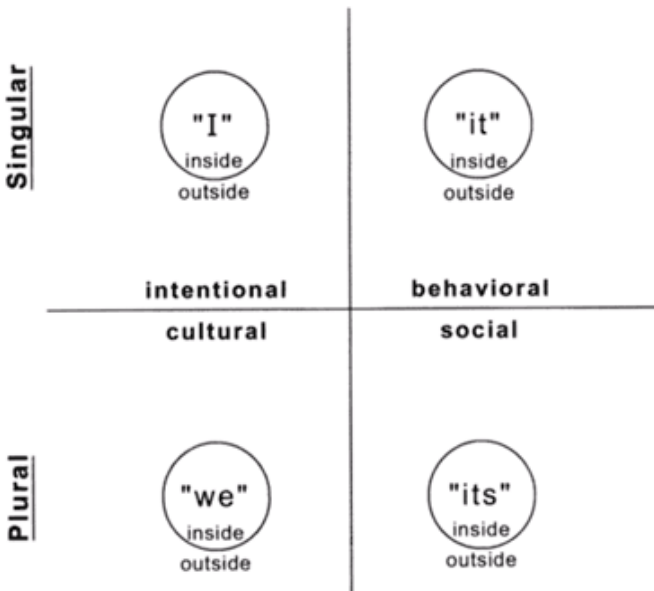 Singular
"I"
inside
outside
"it"
inside
outside
intentional
behavioral
cultural
social
Plural
"we"
inside
outside
"its"
inside
outside